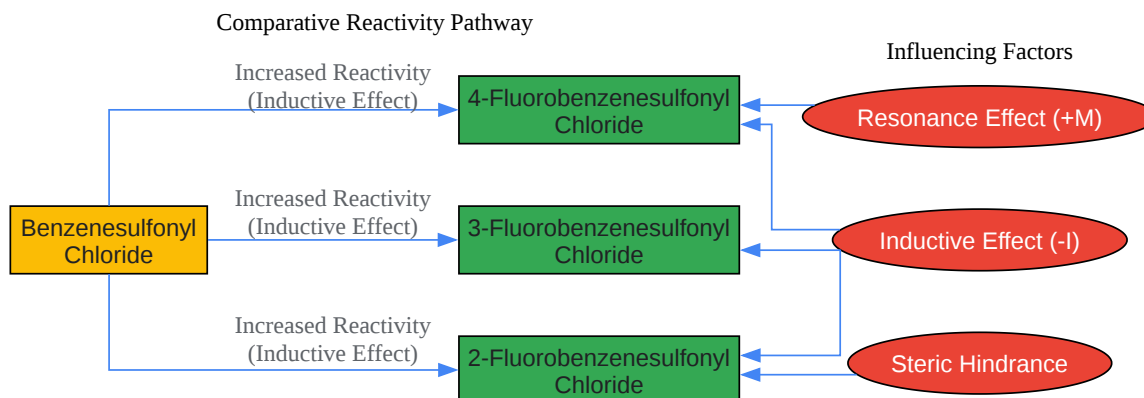 Comparative Reactivity Pathway
Influencing Factors
Increased Reactivity
(Inductive Effect)
4-Fluorobenzenesulfonyl
Chloride
Resonance Effect (+M)
Benzenesulfonyl
Chloride
Increased Reactivity
(Inductive Effect)
3-Fluorobenzenesulfonyl
Chloride
Inductive Effect (-I)
Increased Reactivity
(Inductive Effect)
2-Fluorobenzenesulfonyl
Chloride
Steric Hindrance